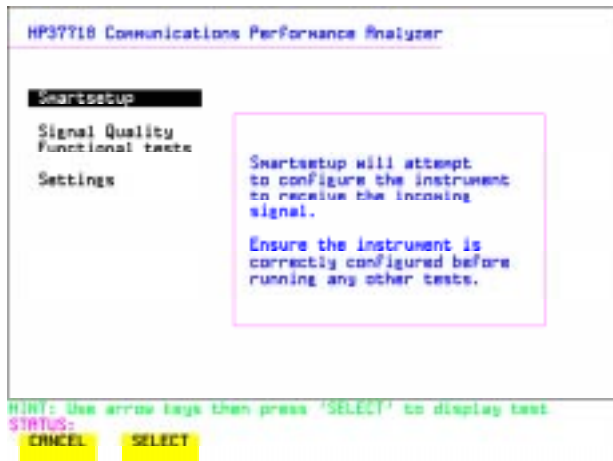 HP37718 Communications Performance Analyzer
Smartsetup
Signal Quality
Functional tests
Settings
Smartsetup will attempt
to configure the instrument
to receive the incoming
signal.
Ensure the instrument is
correctly configured before
running any other tests.
HINT: Use arrow keys then press 'SELECT' to display test
STATUS:
CANCEL SELECT